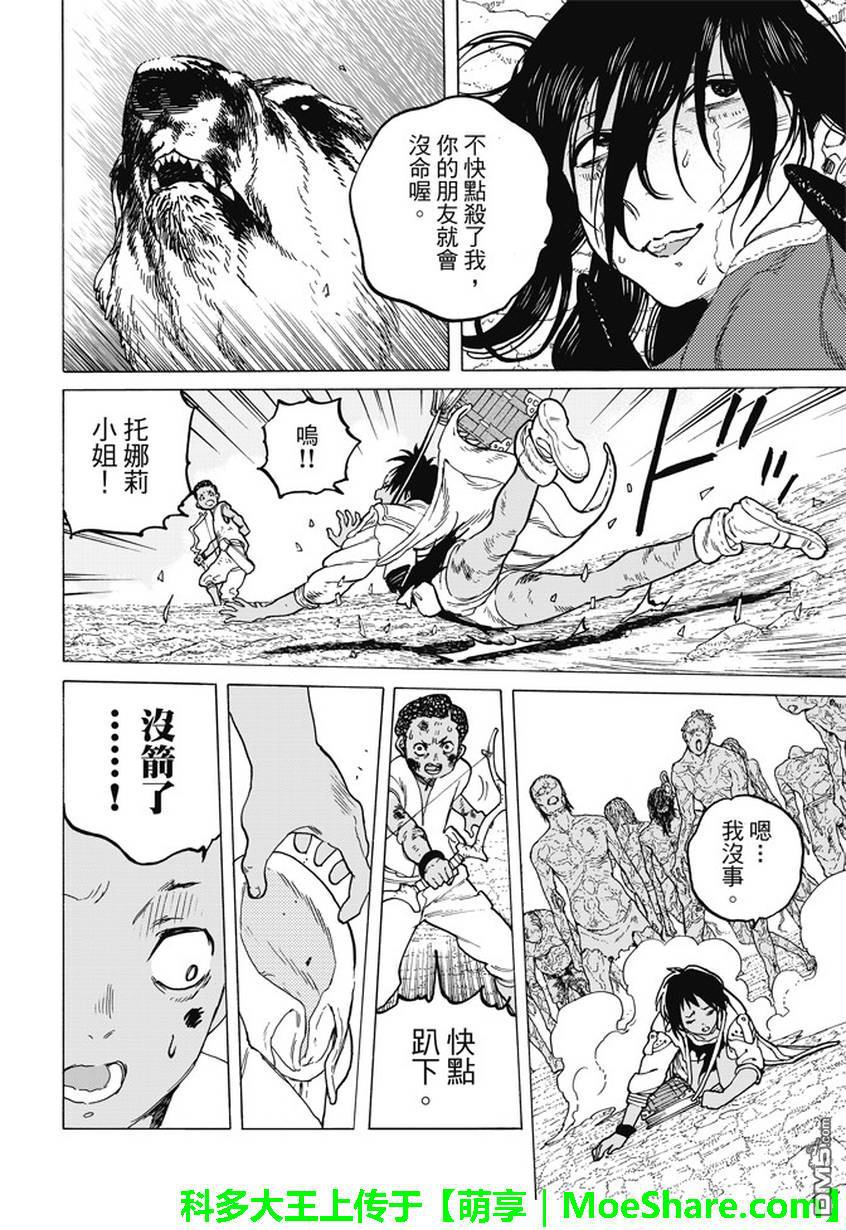 不快點殺了我，
你的朋友就會
沒命喔。
ドッ
嗚!!
托娜莉
小姐！
嗯…
我沒事。
快點
趴下。
沒箭了
……！
科多大王上传于【萌享｜MoeShare.com】
DM5.com